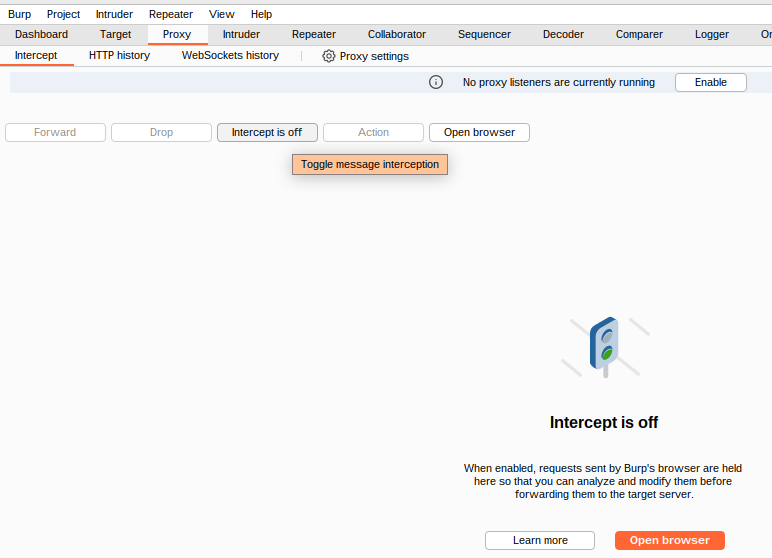 Burp Project Intruder Repeater View Help
Dashboard Target Proxy Intruder Repeater Collaborator Sequencer Decoder Comparer Logger
Intercept HTTP history WebSockets history Proxy settings
No proxy listeners are currently running Enable
Forward Drop Intercept is off Action Open browser
Toggle message interception
Intercept is off
When enabled, requests sent by Burp's browser are held
here so that you can analyze and modify them before
forwarding them to the target server.
Learn more Open browser